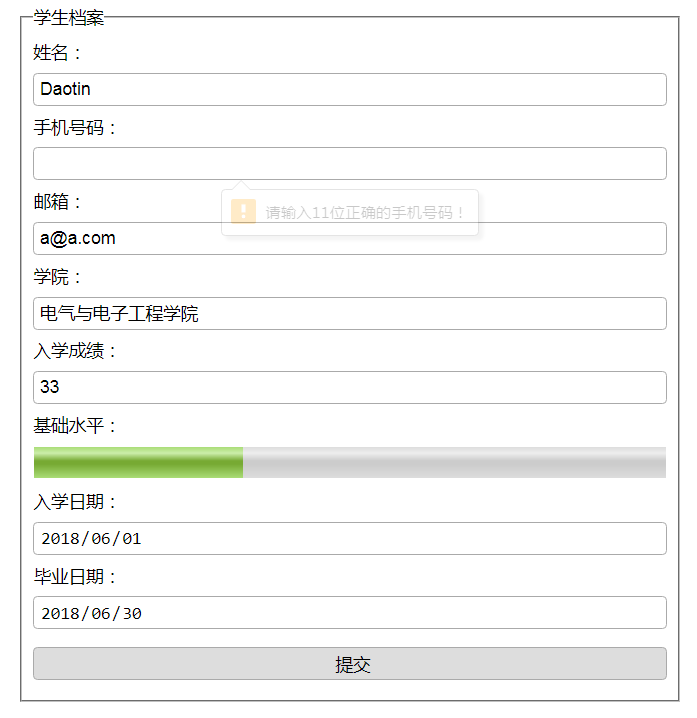 学生档案
姓名：
Daotin
手机号码：
请输入11位正确的手机号码！
邮箱：
a@a.com
学院：
电气与电子工程学院
入学成绩：
33
基础水平：
入学日期：
2018/06/01
毕业日期：
2018/06/30
提交